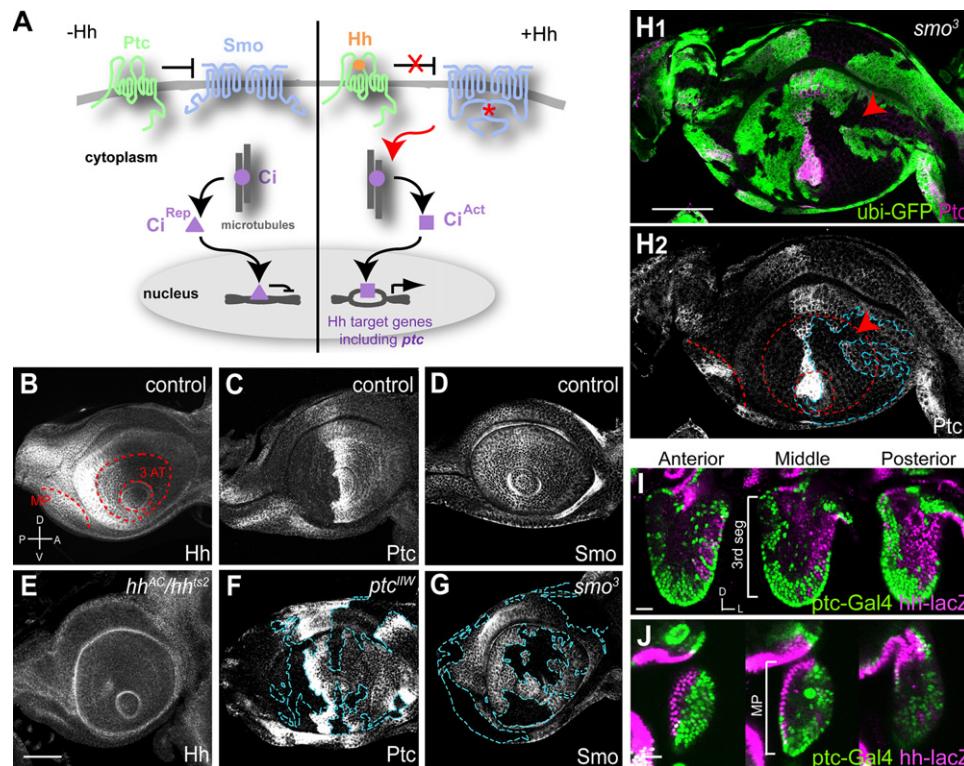 A
-Hh
Ptc
Smo
Hh
+Hh
*
cytoplasm
Ci
Ci^Rep
microtubules
Ci^Act
nucleus
Hh target genes
including ptc
B
control
3 AT
MP
D
P A
V
Hh
C
control
Ptc
D
control
Smo
E
hh^AC/hh^ts2
Hh
F
ptc^IIW
Ptc
G
smo^3
Smo
H1
smo^3
ubi-GFP Ptc
H2
Ptc
Anterior Middle Posterior
I
3rd seg
D
L
ptc-Gal4 hh-lacZ
J
MP
ptc-Gal4 hh-lacZ